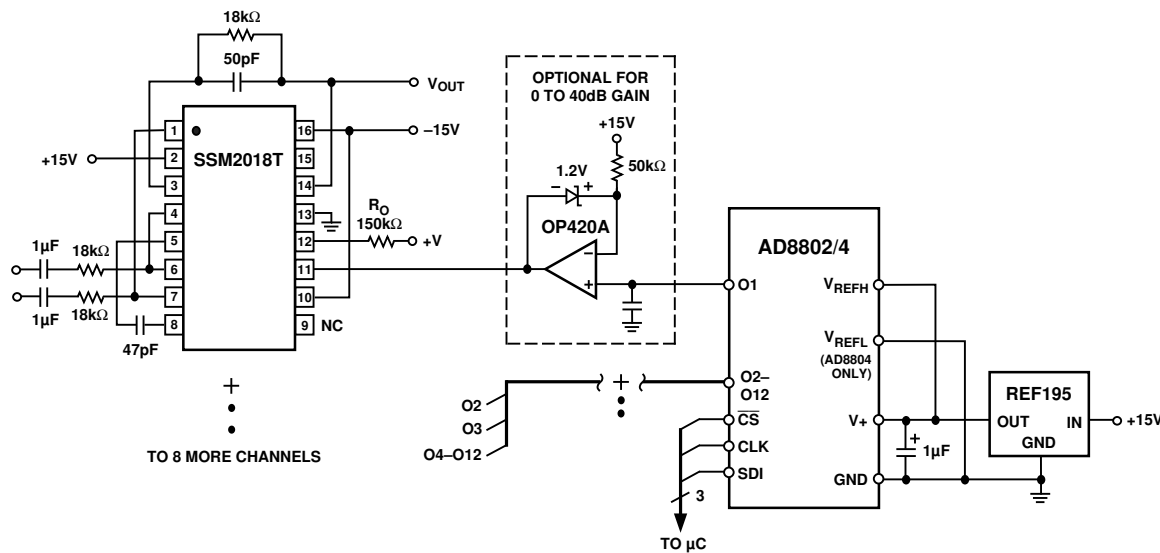 18kΩ
50pF
VOUT
–15V
+15V
SSM2018T
1
2
3
4
5
6
7
8
16
15
14
13
12
11
10
9
NC
RO
150kΩ
+V
1µF
18kΩ
1µF
18kΩ
47pF
+
TO 8 MORE CHANNELS
OPTIONAL FOR
0 TO 40dB GAIN
+15V
50kΩ
1.2V
– +
OP420A
–
+
AD8802/4
O1
O2–
O12
CS
CLK
SDI
VREFH
VREFL
(AD8804
ONLY)
V+
GND
+
O2
O3
O4–O12
3
TO µC
+
1µF
REF195
OUT
IN
GND
+15V